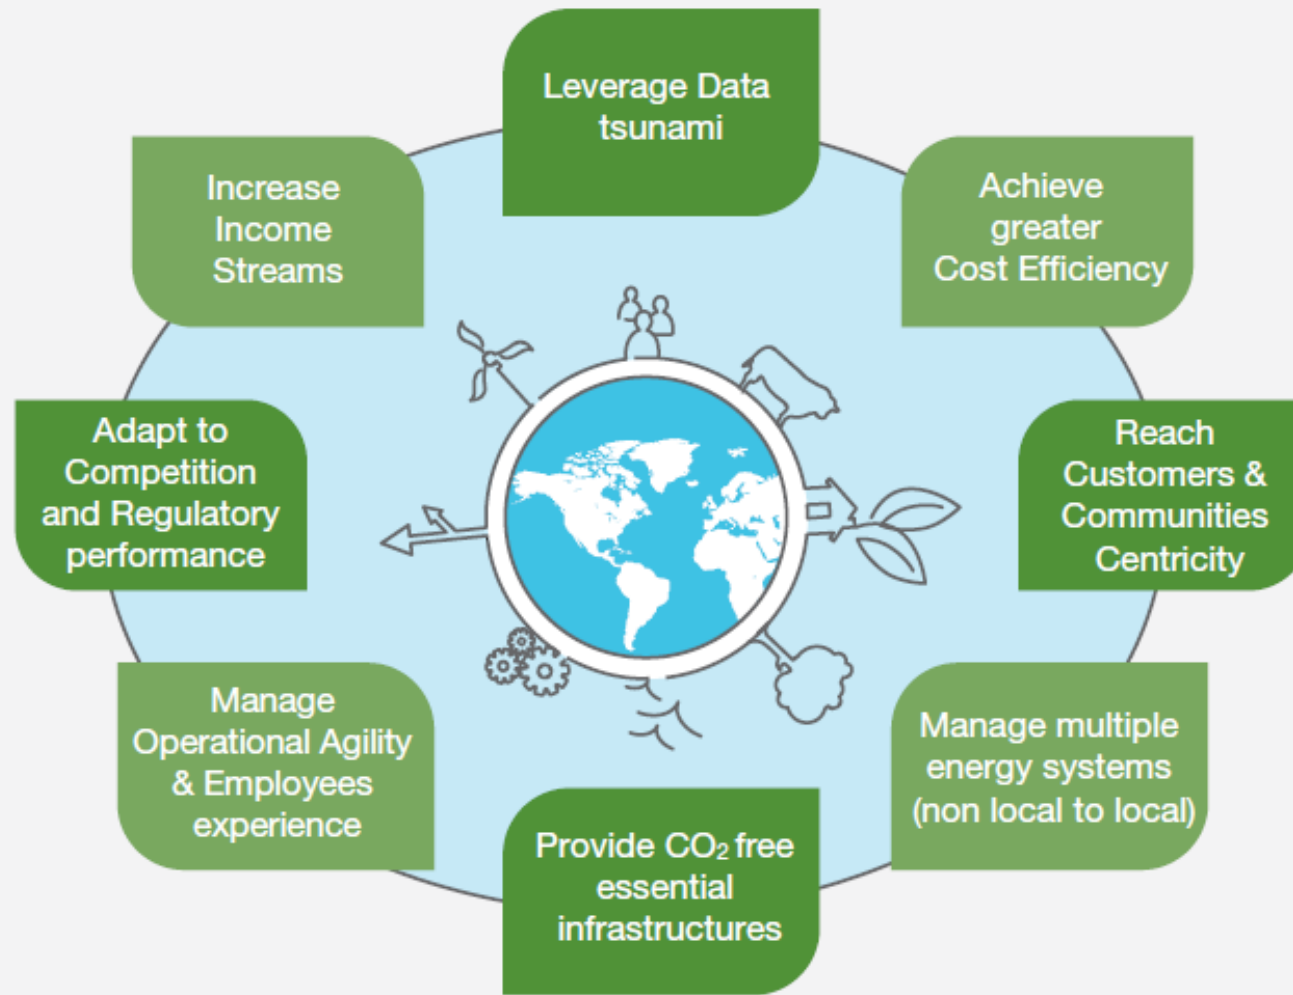 Leverage Data
tsunami
Achieve
greater
Cost Efficiency
Reach
Customers &
Communities
Centricity
Manage multiple
energy systems
(non local to local)
Provide CO₂ free
essential
infrastructures
Manage
Operational Agility
& Employees
experience
Adapt to
Competition
and Regulatory
performance
Increase
Income
Streams